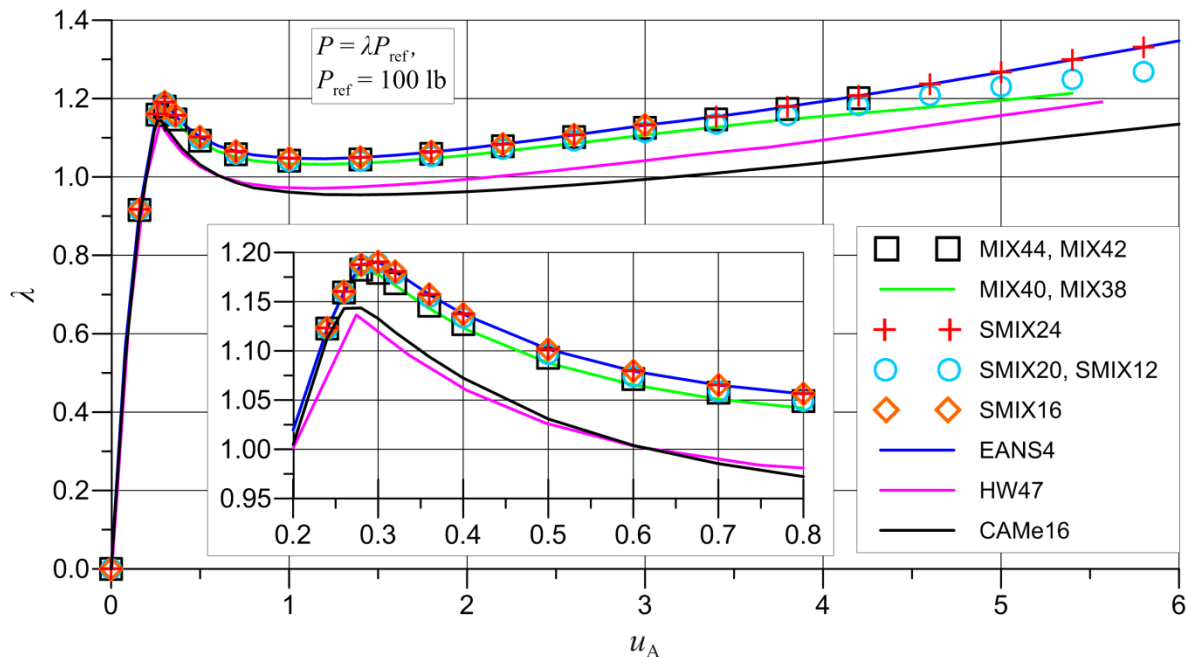 1.4
1.2
1.0
0.8
0.6
0.4
0.2
0.0
λ
P = λP_ref,
P_ref = 100 lb
1.20
1.15
1.10
1.05
1.00
0.95
0.2 0.3 0.4 0.5 0.6 0.7 0.8
MIX44, MIX42
MIX40, MIX38
SMIX24
SMIX20, SMIX12
SMIX16
EANS4
HW47
CAMe16
0 1 2 3 4 5 6
u_A